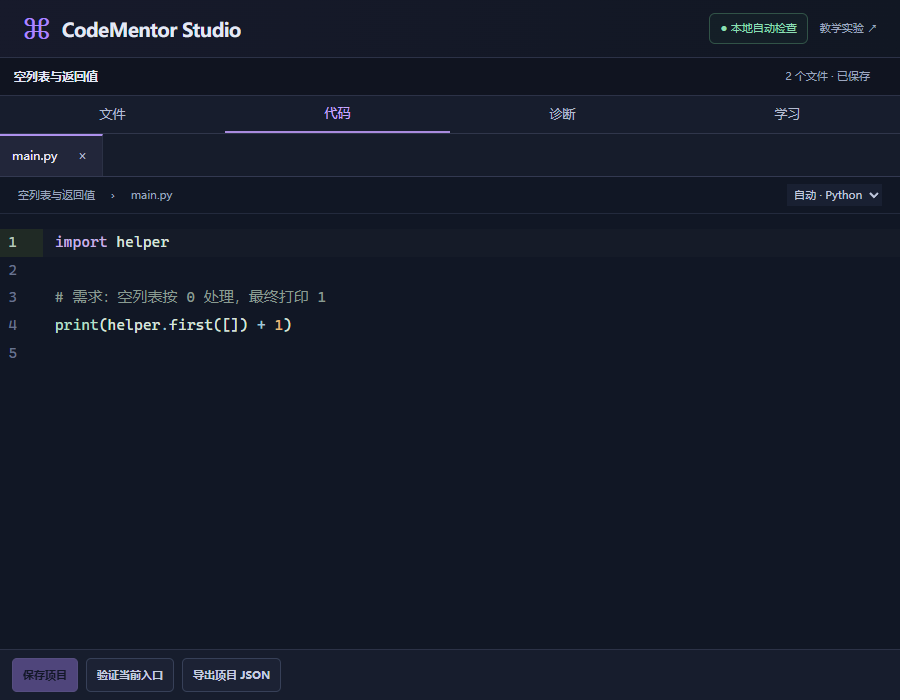 ⌘ CodeMentor Studio
● 本地自动检查 教学实验 ↗
空列表与返回值 2 个文件 · 已保存
文件 代码 诊断 学习
main.py ×
空列表与返回值 › main.py 自动 · Python
1 import helper
2
3 # 需求：空列表按 0 处理，最终打印 1
4 print(helper.first([]) + 1)
5
保存项目 验证当前入口 导出项目 JSON